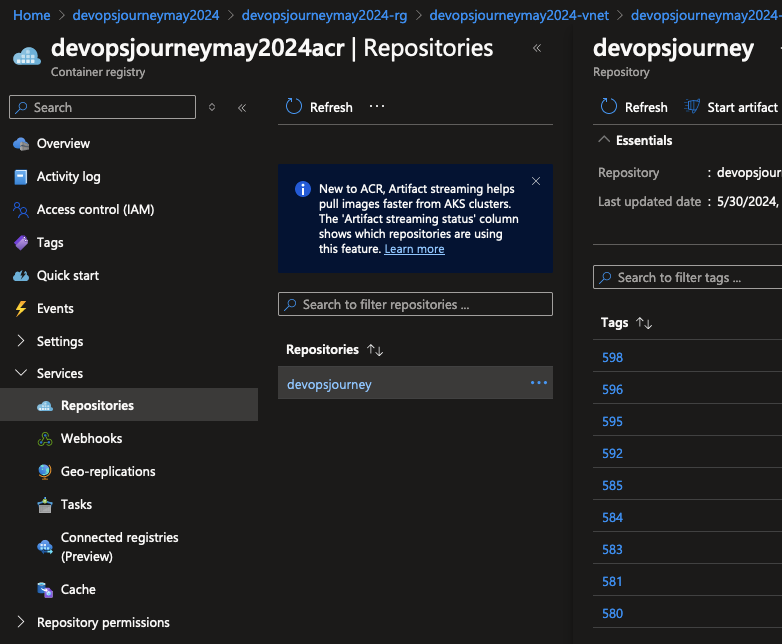 Home > devopsjourneymay2024 > devopsjourneymay2024-rg > devopsjourneymay2024-vnet > devopsjourneymay2024-
devopsjourneymay2024acr | Repositories
Container registry
Search
Overview
Activity log
Access control (IAM)
Tags
Quick start
Events
Settings
Services
Repositories
Webhooks
Geo-replications
Tasks
Connected registries
(Preview)
Cache
Repository permissions
Refresh
New to ACR, Artifact streaming helps
pull images faster from AKS clusters.
The 'Artifact streaming status' column
shows which repositories are using
this feature. Learn more
Search to filter repositories ...
Repositories
devopsjourney
devopsjourney
Repository
Refresh Start artifact
Essentials
Repository : devopsjour
Last updated date : 5/30/2024,
Search to filter tags ...
Tags
598
596
595
592
585
584
583
581
580